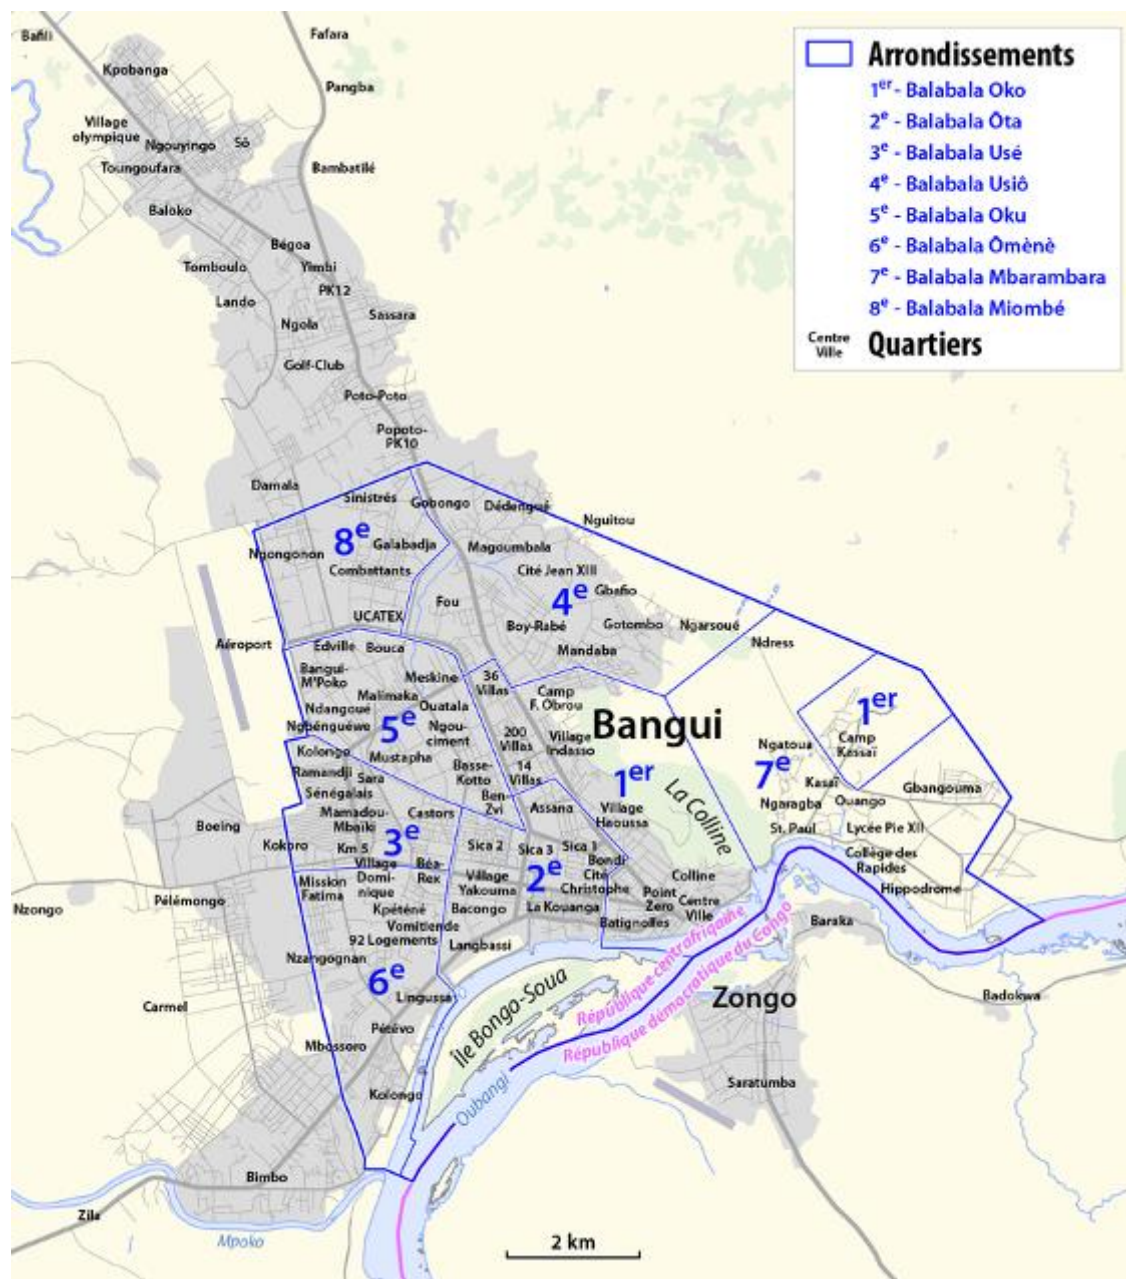 Bafili
Fafara
Kpobanga
Pangba
Village
olympique
Ngouyingo
Sô
Toungoufara
Bambatilé
Baloko
Bégoa
Tomboulo
Yimbi
PK12
Lando
Sassara
Ngola
Golf-Club
Poto-Poto
Popoto-
PK10
Arrondissements
1er - Balabala Oko
2e - Balabala Ôta
3e - Balabala Usé
4e - Balabala Usiô
5e - Balabala Oku
6e - Balabala Ômènè
7e - Balabala Mbarambara
8e - Balabala Miombé
Centre
Ville
Quartiers
Damala
Sinistrés
Gobongo
Dédengué
Nguitou
8e
Ngongonon
Galabadja
Magoumbala
Combattants
Cité Jean XIII
4e
Gbafio
Fou
UCATEX
Boy-Rabé
Gotombo
Ngarsoué
Ndress
Aéroport
Edville
Bouca
Mandaba
Bangui-
M'Poko
Meskine
36
Villas
Camp
F. Obrou
Malimaka
Ouatala
Ndangoué
Ngbénguéwe
5e
Ngou-
ciment
200
Villas
Village
Indasso
Bangui
1er
Camp
Kassaï
Kolongo
Mustapha
Ngatoua
Ramandji
Sara
Basse-
Kotto
14
Villas
1er
7e
Kasaï
Gbangouma
Sénégalais
Ben-
Zvi
Assana
Village
Haoussa
La Colline
Ngaragba
Ouango
Mamadou-
Mbaïki
Castors
Boeing
St. Paul
Lycée Pie XII
Kokoro
Km 5
3e
Sica 2
Sica 3
Sica 1
Bondi
Collège des
Rapides
Village
Domi-
nique
Béa-
Rex
Village
Yakouma
2e
Cité
Christophe
Colline
Hippodrome
Mission
Fatima
Nzongo
Pélémongo
Kpéténé
Bacongo
La Kouanga
Point
Zero
Centre
Ville
Vomitiende
Batignolles
Baraka
92 Logements
Langbassi
République centrafriqaine
République démocratique du Congo
Nzangognan
6e
Lingussa
Île Bongo-Soua
Zongo
Badokwa
Carmel
Pétévo
Mbossoro
Kolongo
Oubangi
Saratumba
Bimbo
Zila
Mpoko
2 km